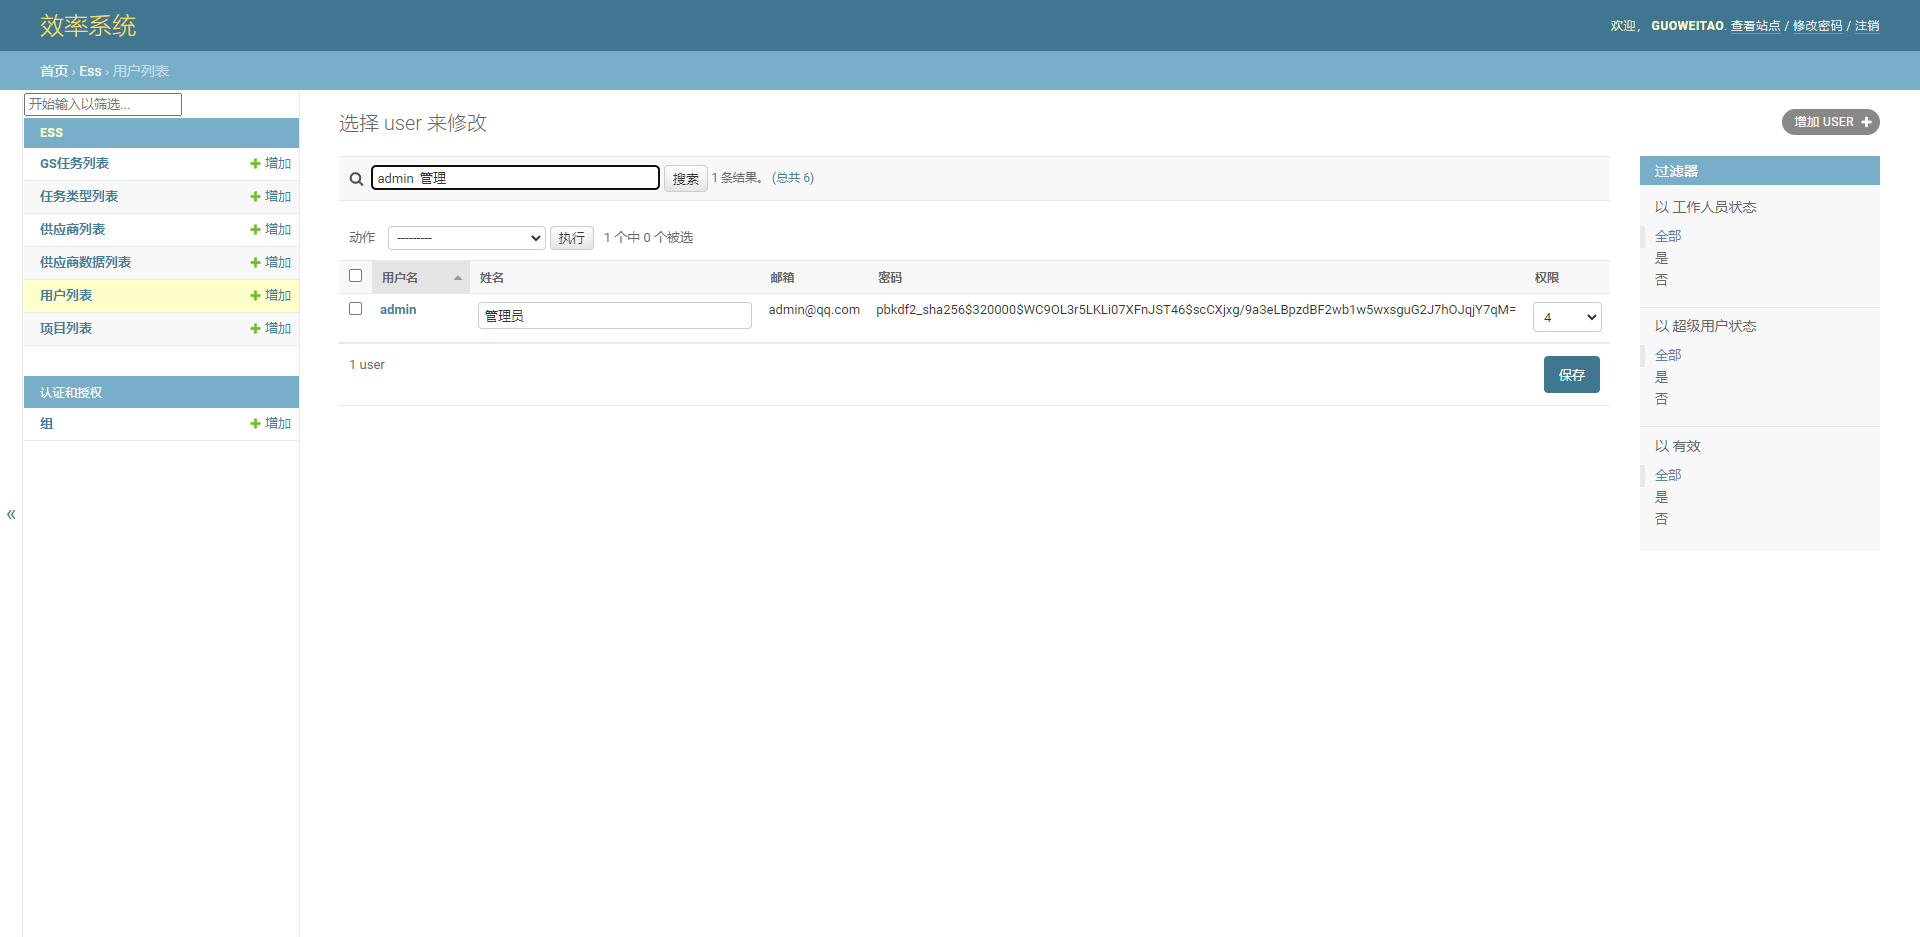 效率系统
欢迎， GUOWEITAO. 查看站点 / 修改密码 / 注销
首页 › Ess › 用户列表
开始输入以筛选...
ESS
GS任务列表 增加
任务类型列表 增加
供应商列表 增加
供应商数据列表 增加
用户列表 增加
项目列表 增加
认证和授权
组 增加
«
选择 user 来修改
增加 USER
admin  管理 搜索 1 条结果。 (总共 6)
动作 --------- 执行 1 个中 0 个被选
用户名 姓名 邮箱 密码 权限
admin 管理员 admin@qq.com pbkdf2_sha256$320000$WC9OL3r5LKLi07XFnJST46$scCXjxg/9a3eLBpzdBF2wb1w5wxsguG2J7hOJqjY7qM= 4
1 user
保存
过滤器
以 工作人员状态
全部
是
否
以 超级用户状态
全部
是
否
以 有效
全部
是
否